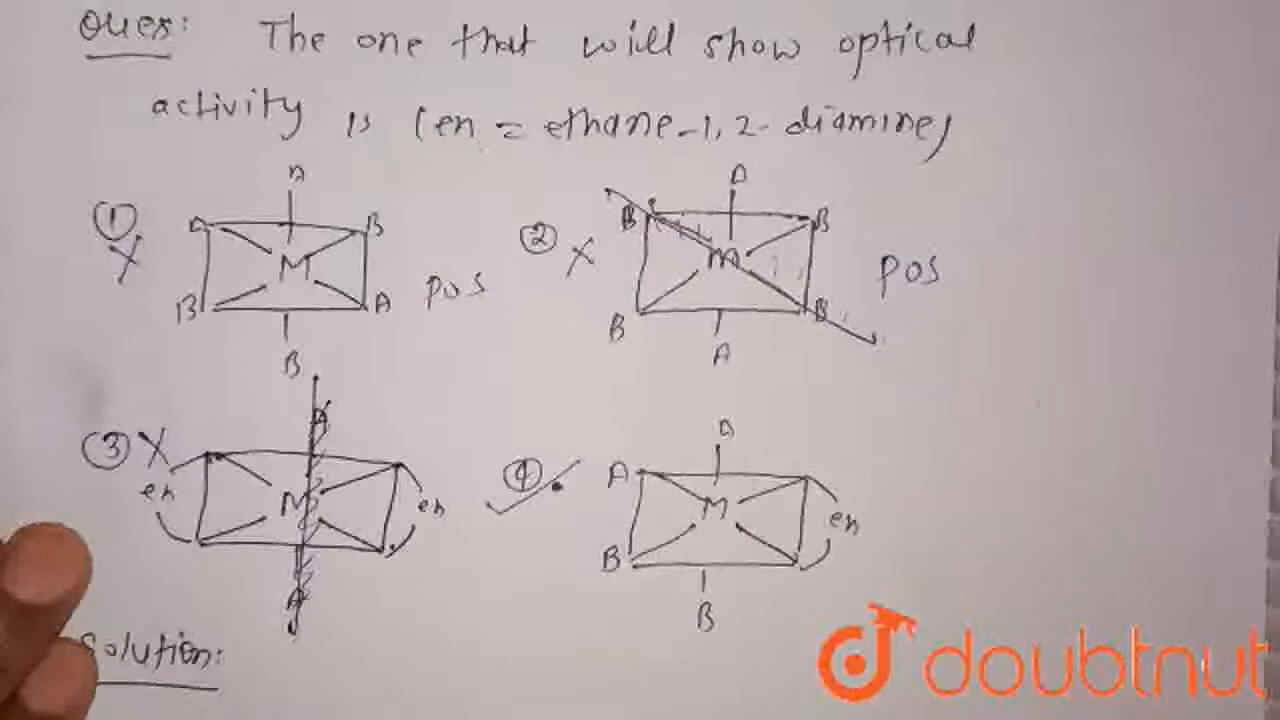 Ques: The one that will show optical
activity is (en = ethane-1,2-diamine)
① A
X B
M
B A pos
B
② A
X B B
M pos
B B
A
③ X A
en M en
A
④ A
A
M en
B
B
Solution:
doubtnut